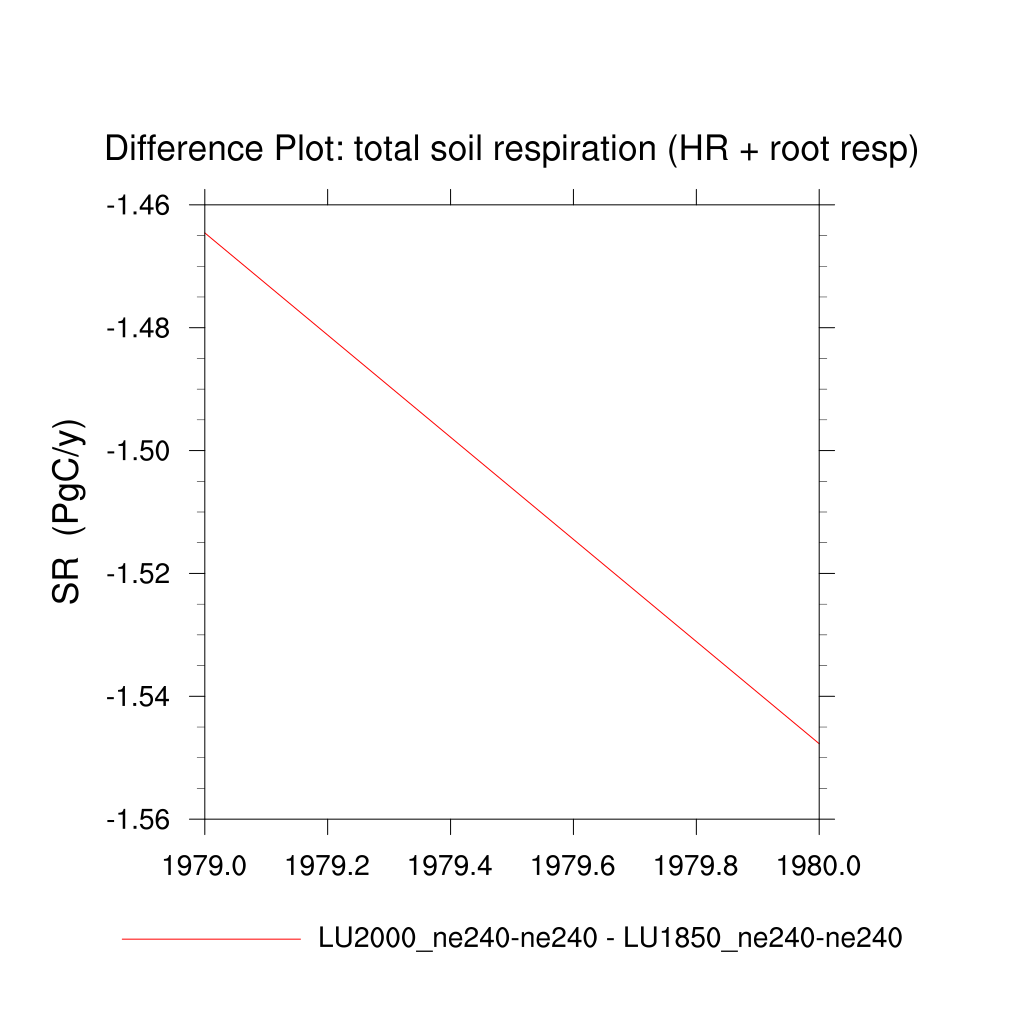 Difference Plot: total soil respiration (HR + root resp)
-1.46
-1.48
-1.50
-1.52
-1.54
-1.56
SR (PgC/y)
1979.0 1979.2 1979.4 1979.6 1979.8 1980.0
LU2000_ne240-ne240 - LU1850_ne240-ne240